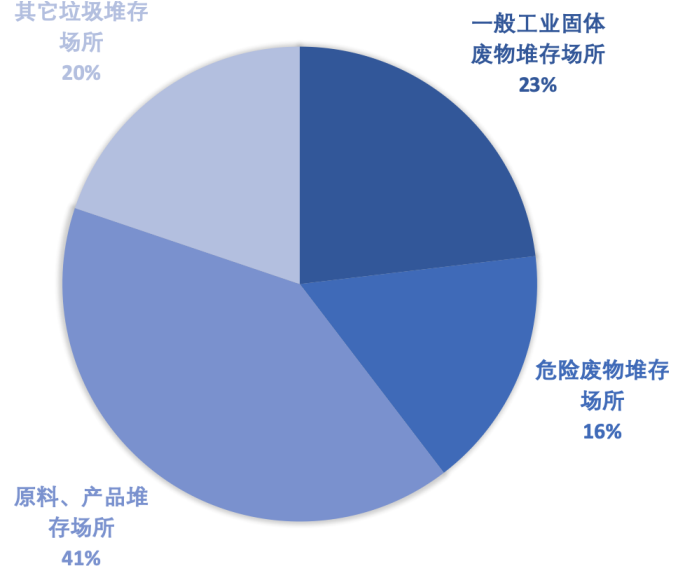 其它垃圾堆存
场所
20%
一般工业固体
废物堆存场所
23%
危险废物堆存
场所
16%
原料、产品堆
存场所
41%